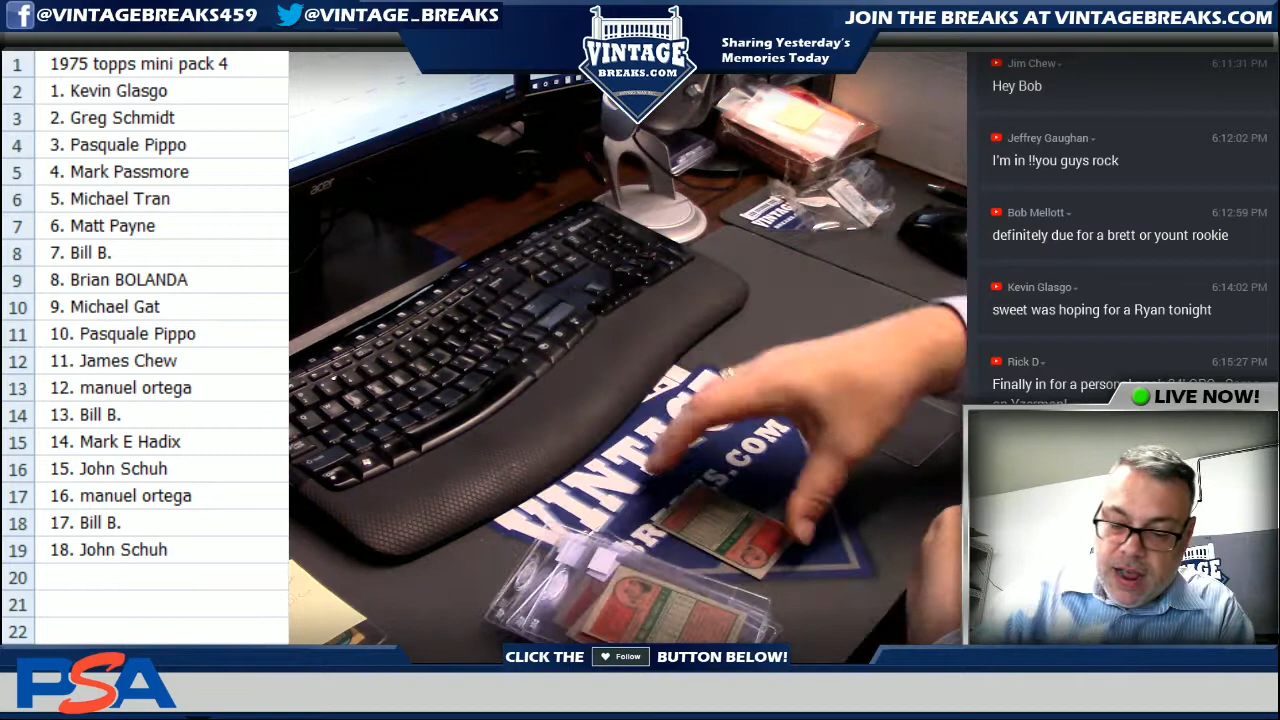 @VINTAGEBREAKS459
@VINTAGE_BREAKS
VINTAGE
BREAKS.COM
Sharing Yesterday's
Memories Today
JOIN THE BREAKS AT VINTAGEBREAKS.COM
1 1975 topps mini pack 4
2 1. Kevin Glasgo
3 2. Greg Schmidt
4 3. Pasquale Pippo
5 4. Mark Passmore
6 5. Michael Tran
7 6. Matt Payne
8 7. Bill B.
9 8. Brian BOLANDA
10 9. Michael Gat
11 10. Pasquale Pippo
12 11. James Chew
13 12. manuel ortega
14 13. Bill B.
15 14. Mark E Hadix
16 15. John Schuh
17 16. manuel ortega
18 17. Bill B.
19 18. John Schuh
20
21
22
acer
VINTAGE
VINTAG
S.COM
Jim Chew 6:11:31 PM
Hey Bob
Jeffrey Gaughan 6:12:02 PM
I'm in !!you guys rock
Bob Mellott 6:12:59 PM
definitely due for a brett or yount rookie
Kevin Glasgo 6:14:02 PM
sweet was hoping for a Ryan tonight
Rick D 6:15:27 PM
Finally in for a person
LIVE NOW!
CLICK THE Follow BUTTON BELOW!
PSA